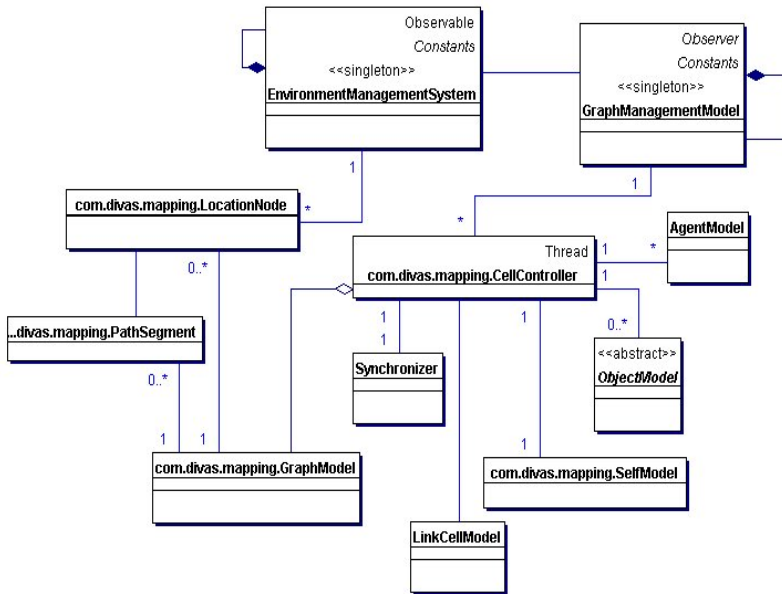 Observable
Constants
<<singleton>>
EnvironmentManagementSystem
Observer
Constants
<<singleton>>
GraphManagementModel
1
*
1
*
com.divas.mapping.LocationNode
0..*
Thread
com.divas.mapping.CellController
1
*
AgentModel
1
0..*
...divas.mapping.PathSegment
0..*
1
1
1
1
1
Synchronizer
<<abstract>>
ObjectModel
1
com.divas.mapping.GraphModel
com.divas.mapping.SelfModel
LinkCellModel